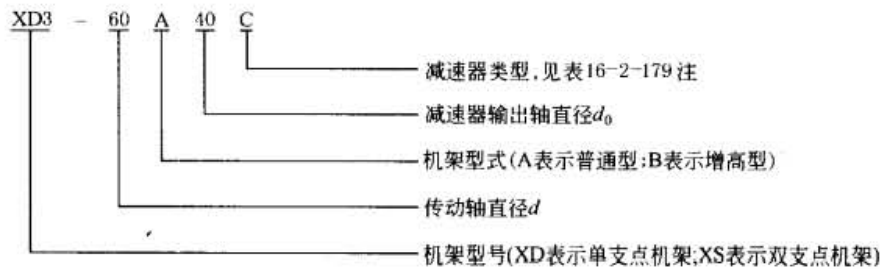 XD3 - 60 A 40 C
减速器类型,见表16-2-179注
减速器输出轴直径d₀
机架型式(A表示普通型;B表示增高型)
传动轴直径d
机架型号(XD表示单支点机架;XS表示双支点机架)